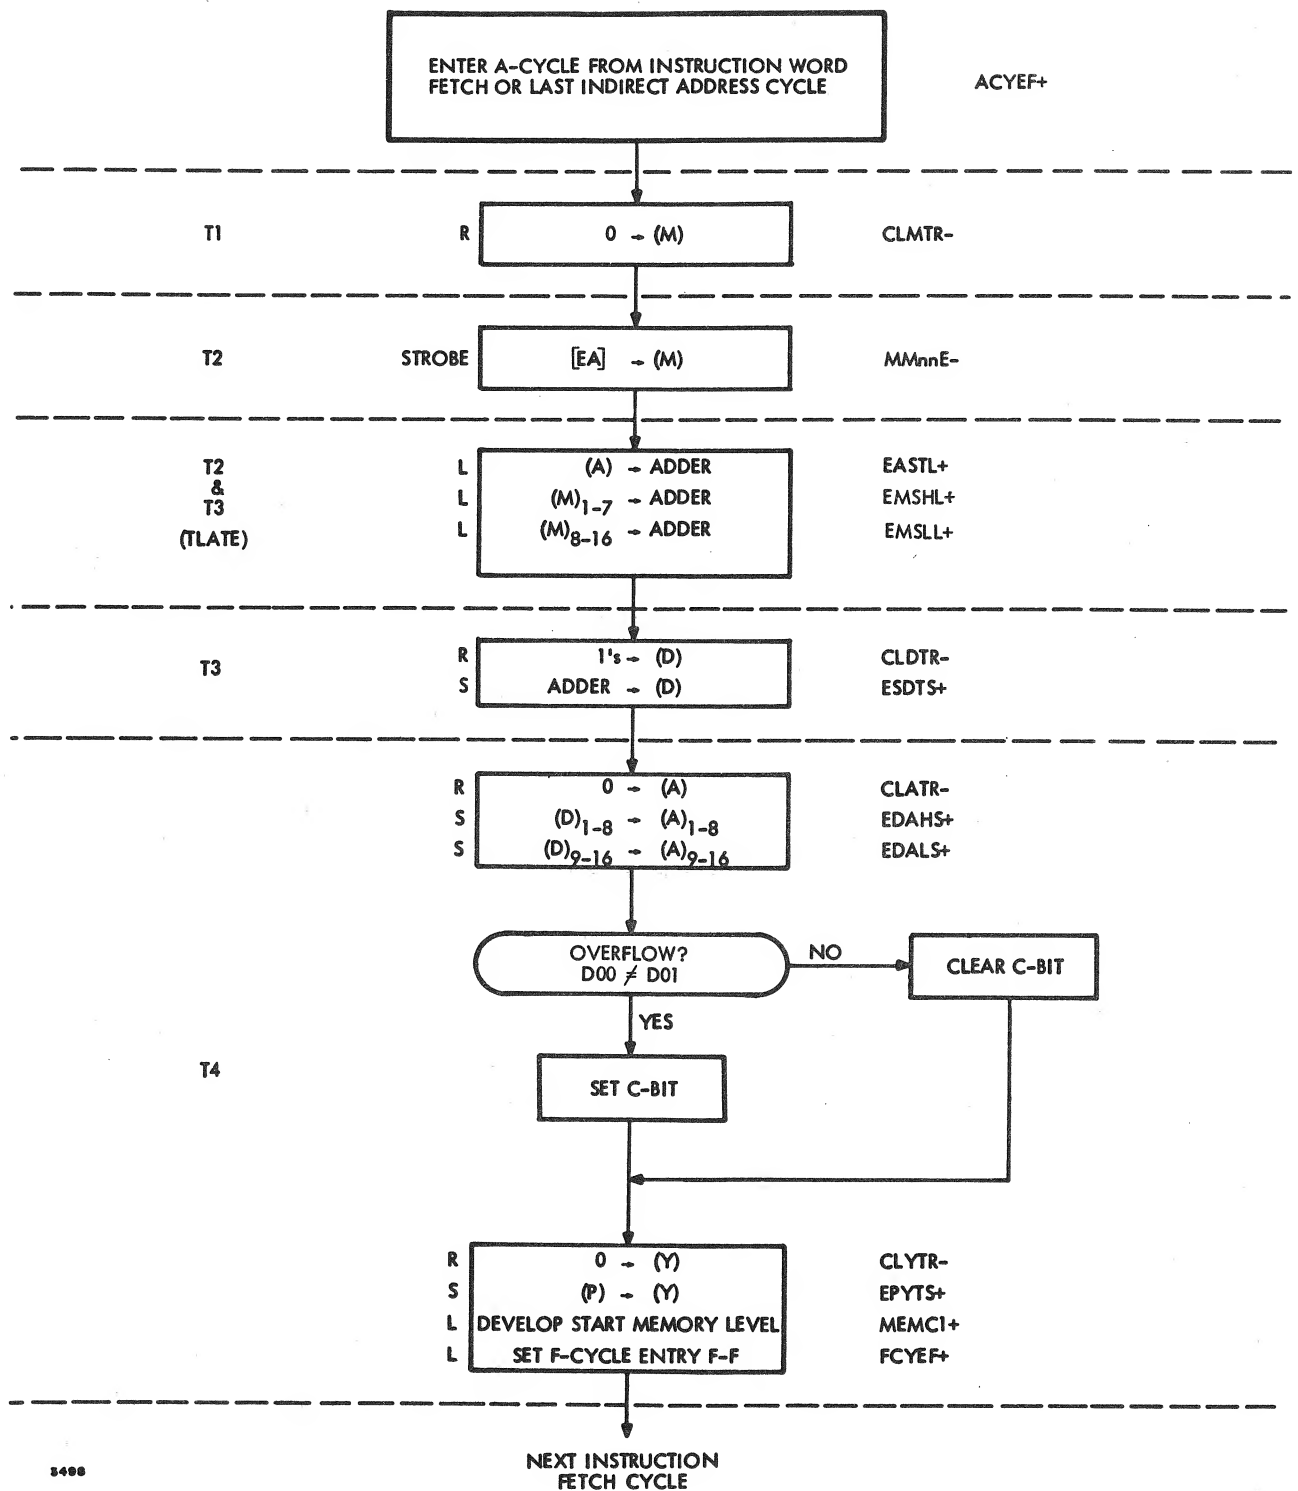 ENTER A-CYCLE FROM INSTRUCTION WORD
FETCH OR LAST INDIRECT ADDRESS CYCLE
ACYEF+
T1 R 0 → (M) CLMTR-
T2 STROBE [EA] → (M) MMnnE-
T2
&
T3
(TLATE)
L (A) → ADDER EASTL+
L (M)1-7 → ADDER EMSHL+
L (M)8-16 → ADDER EMSLL+
T3
R 1's → (D) CLDTR-
S ADDER → (D) ESDTS+
R 0 → (A) CLATR-
S (D)1-8 → (A)1-8 EDAHS+
S (D)9-16 → (A)9-16 EDALS+
OVERFLOW?
D00 ≠ D01
NO
CLEAR C-BIT
YES
T4
SET C-BIT
R 0 → (Y) CLYTR-
S (P) → (Y) EPYTS+
L DEVELOP START MEMORY LEVEL MEMC1+
L SET F-CYCLE ENTRY F-F FCYEF+
NEXT INSTRUCTION
FETCH CYCLE
3498